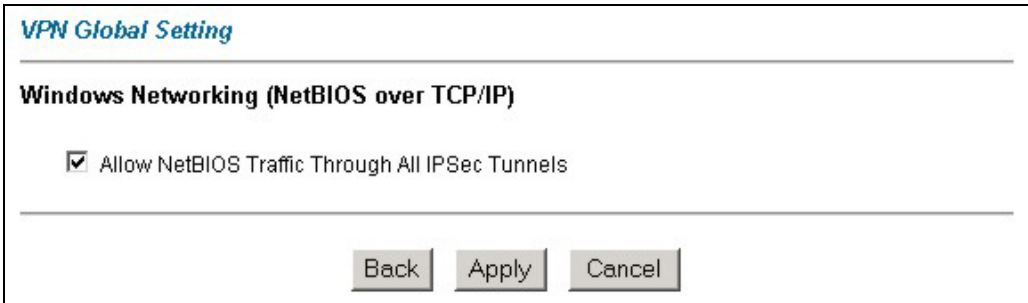 VPN Global Setting
Windows Networking (NetBIOS over TCP/IP)
Allow NetBIOS Traffic Through All IPSec Tunnels
Back Apply Cancel